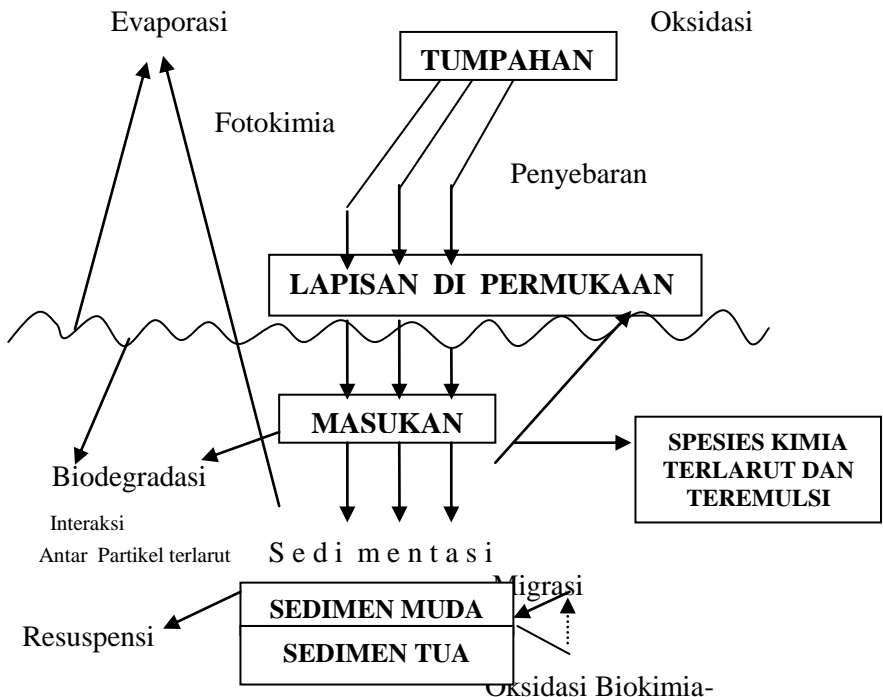 Evaporasi
Oksidasi
TUMPAHAN
Fotokimia
Penyebaran
LAPISAN DI PERMUKAAN
MASUKAN
SPESIES KIMIA
TERLARUT DAN
TEREMULSI
Biodegradasi
Interaksi
Antar Partikel terlarut
Sedimentasi
Migrasi
SEDIMEN MUDA
Resuspensi
SEDIMEN TUA
Oksidasi Biokimia-